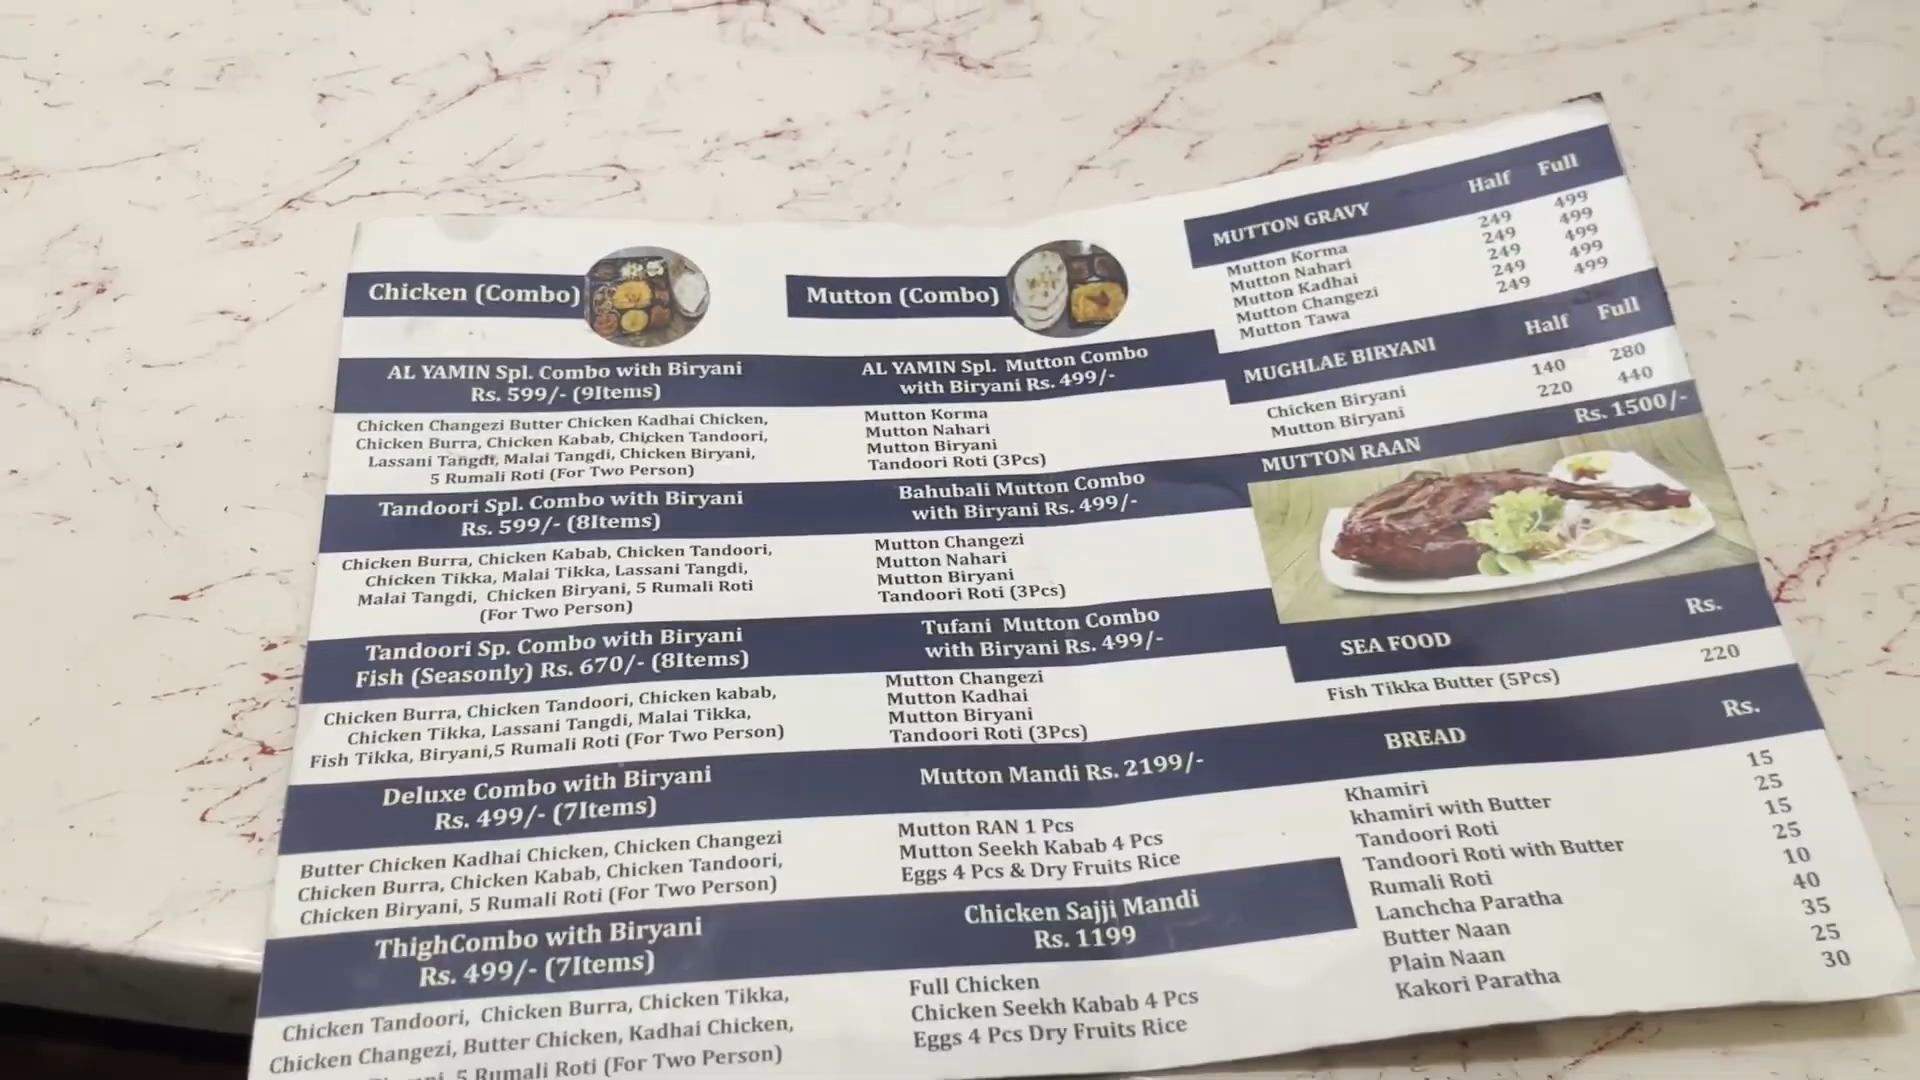 Chicken (Combo)
AL YAMIN Spl. Combo with Biryani
Rs. 599/- (9Items)
Chicken Changezi Butter Chicken Kadhai Chicken,
Chicken Burra, Chicken Kabab, Chicken Tandoori,
Lassani Tangdi, Malai Tangdi, Chicken Biryani,
5 Rumali Roti (For Two Person)
Tandoori Spl. Combo with Biryani
Rs. 599/- (8Items)
Chicken Burra, Chicken Kabab, Chicken Tandoori,
Chicken Tikka, Malai Tikka, Lassani Tangdi,
Malai Tangdi, Chicken Biryani, 5 Rumali Roti
(For Two Person)
Tandoori Sp. Combo with Biryani
Fish (Seasonly) Rs. 670/- (8Items)
Chicken Burra, Chicken Tandoori, Chicken kabab,
Chicken Tikka, Lassani Tangdi, Malai Tikka,
Fish Tikka, Biryani,5 Rumali Roti (For Two Person)
Deluxe Combo with Biryani
Rs. 499/- (7Items)
Butter Chicken Kadhai Chicken, Chicken Changezi
Chicken Burra, Chicken Kabab, Chicken Tandoori,
Chicken Biryani, 5 Rumali Roti (For Two Person)
ThighCombo with Biryani
Rs. 499/- (7Items)
Chicken Tandoori, Chicken Burra, Chicken Tikka,
Chicken Changezi, Butter Chicken, Kadhai Chicken,
5 Rumali Roti (For Two Person)
Mutton (Combo)
AL YAMIN Spl. Mutton Combo
with Biryani Rs. 499/-
Mutton Korma
Mutton Nahari
Mutton Biryani
Tandoori Roti (3Pcs)
Bahubali Mutton Combo
with Biryani Rs. 499/-
Mutton Changezi
Mutton Nahari
Mutton Biryani
Tandoori Roti (3Pcs)
Tufani Mutton Combo
with Biryani Rs. 499/-
Mutton Changezi
Mutton Kadhai
Mutton Biryani
Tandoori Roti (3Pcs)
Mutton Mandi Rs. 2199/-
Mutton RAN 1 Pcs
Mutton Seekh Kabab 4 Pcs
Eggs 4 Pcs & Dry Fruits Rice
Chicken Sajji Mandi
Rs. 1199
Full Chicken
Chicken Seekh Kabab 4 Pcs
Eggs 4 Pcs Dry Fruits Rice
MUTTON GRAVY Half Full
Mutton Korma 249 499
Mutton Nahari 249 499
Mutton Kadhai 249 499
Mutton Changezi 249 499
Mutton Tawa 249 499
MUGHLAE BIRYANI Half Full
Chicken Biryani 140 280
Mutton Biryani 220 440
MUTTON RAAN Rs. 1500/-
SEA FOOD Rs.
Fish Tikka Butter (5Pcs) 220
BREAD Rs.
Khamiri 15
khamiri with Butter 25
Tandoori Roti 15
Tandoori Roti with Butter 25
Rumali Roti 10
Lanchcha Paratha 40
Butter Naan 35
Plain Naan 25
Kakori Paratha 30